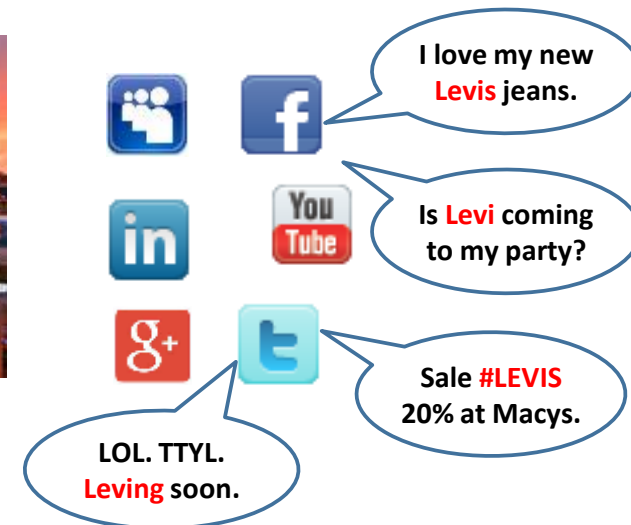 I love my new
Levis jeans.
f
in
You
Tube
Is Levi coming
to my party?
g+
t
Sale #LEVIS
20% at Macys.
LOL. TTYL.
Leving soon.